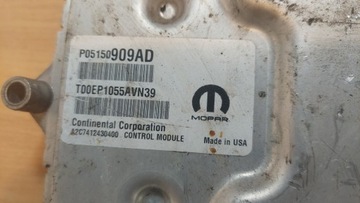 P05150909AD
T00EP1055AVN39
MOPAR
Continental Corporation
A2C7412430400 CONTROL MODULE
Made in USA